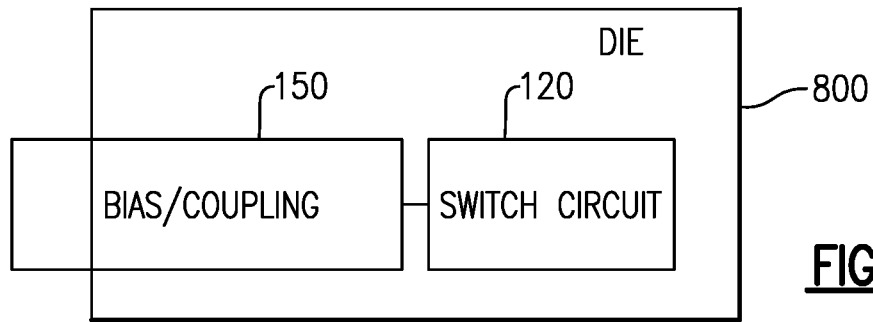 DIE
150
120
800
BIAS/COUPLING
SWITCH CIRCUIT
FIG